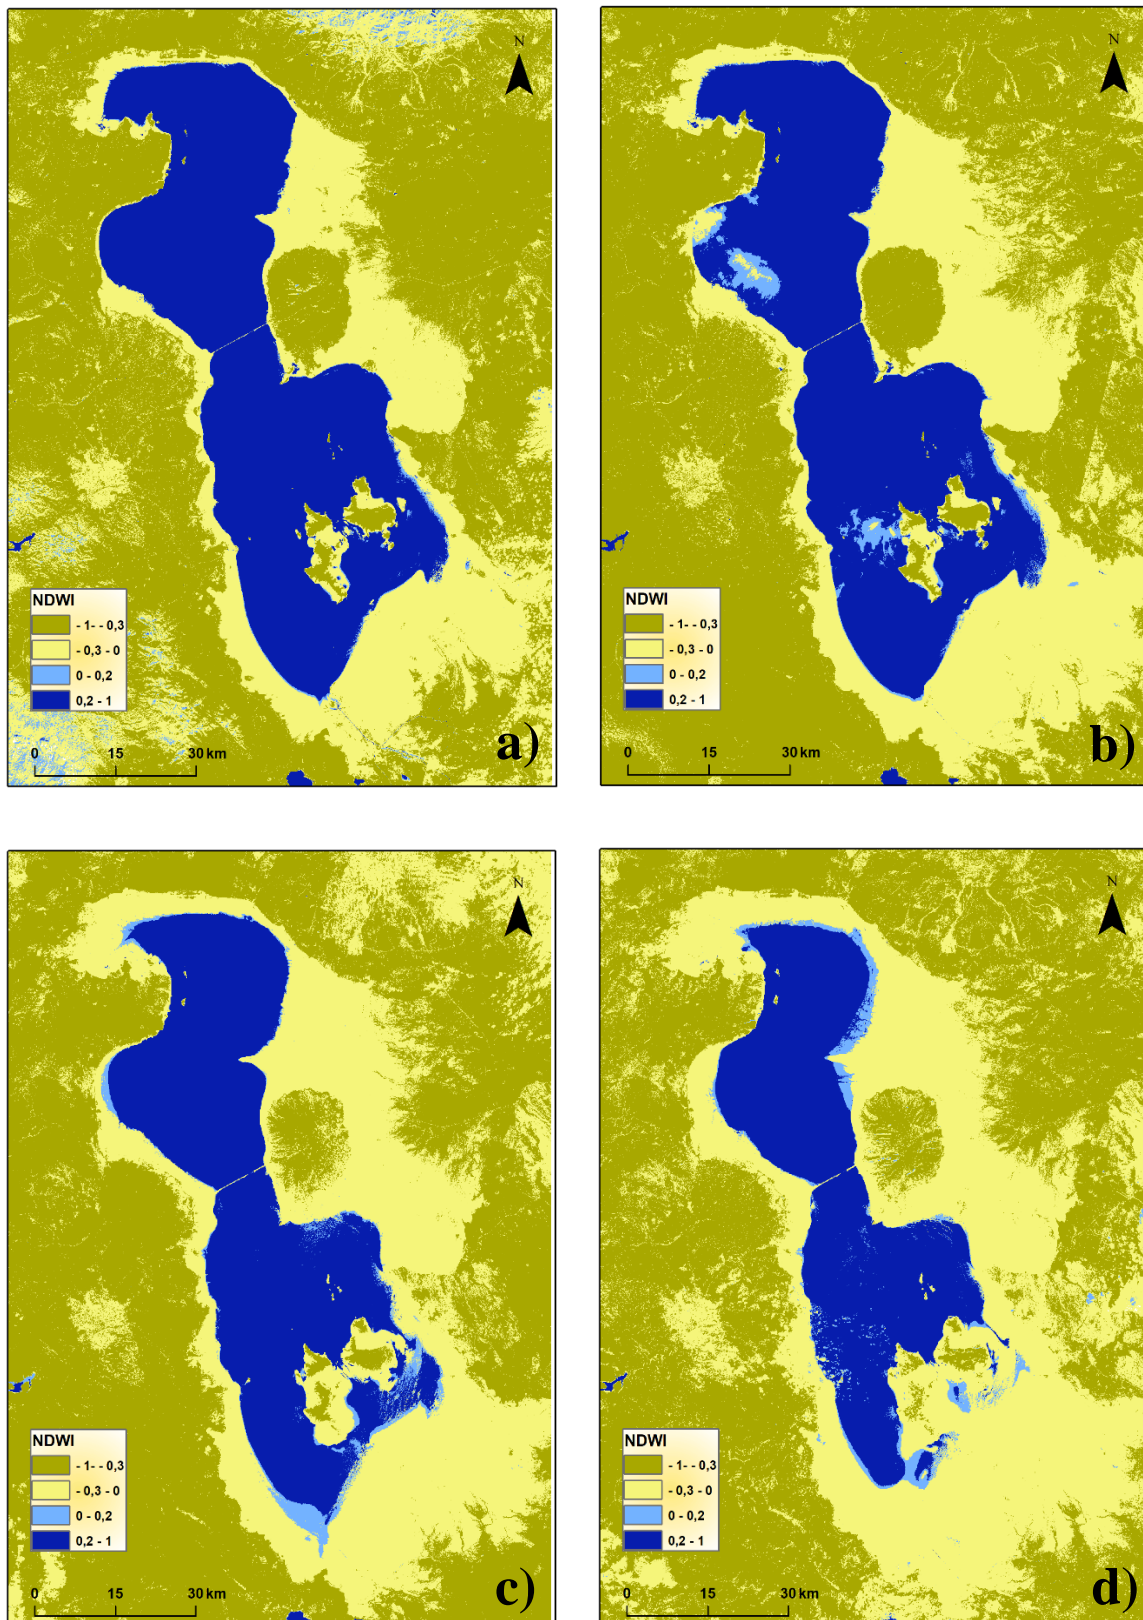 N
NDWI
- 1- - 0,3
- 0,3 - 0
0 - 0,2
0,2 - 1
0 15 30 km
a)
N
NDWI
- 1- - 0,3
- 0,3 - 0
0 - 0,2
0,2 - 1
0 15 30 km
b)
N
NDWI
- 1- - 0,3
- 0,3 - 0
0 - 0,2
0,2 - 1
0 15 30 km
c)
N
NDWI
- 1- - 0,3
- 0,3 - 0
0 - 0,2
0,2 - 1
0 15 30 km
d)